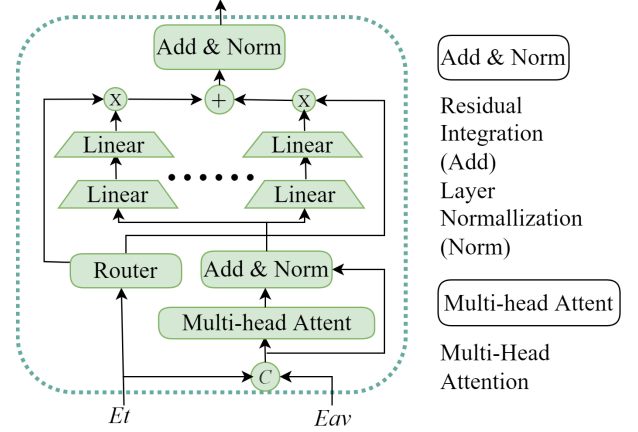 Add & Norm
X + X
Linear Linear
Linear Linear
Router Add & Norm
Multi-head Attent
C
Et Eav
Add & Norm
Residual
Integration
(Add)
Layer
Normallization
(Norm)
Multi-head Attent
Multi-Head
Attention